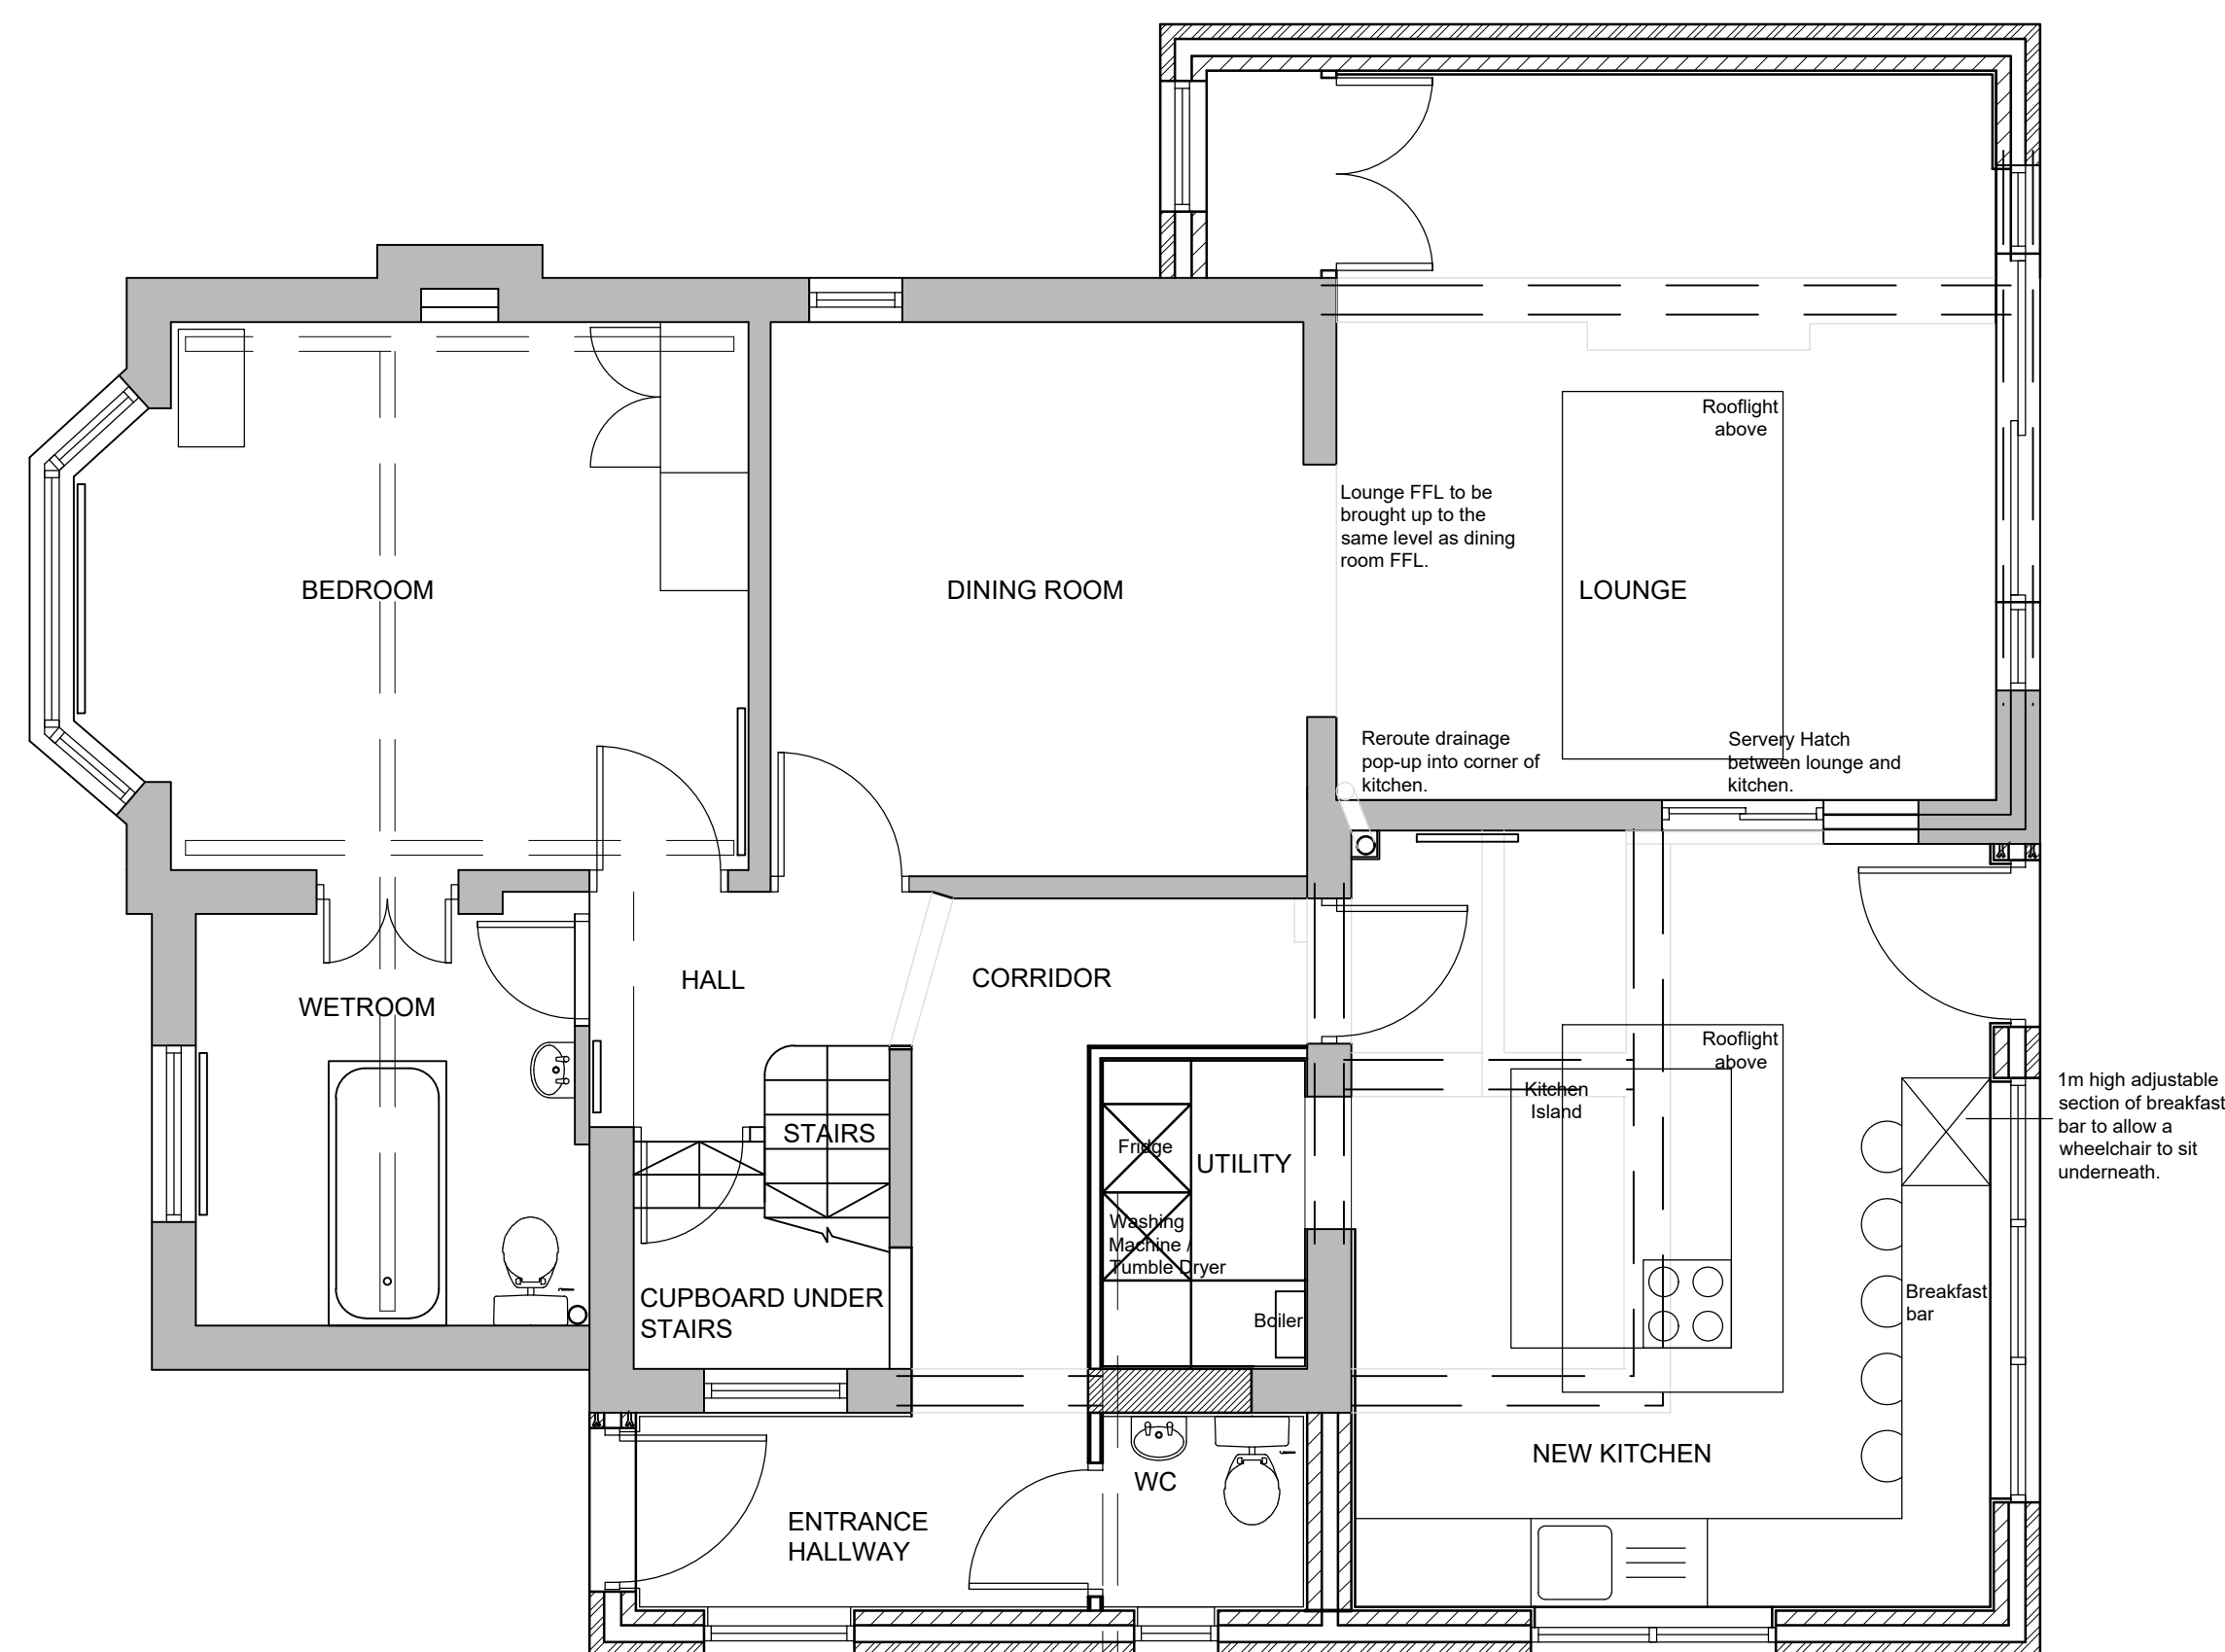 Rooflight
above
Lounge FFL to be
brought up to the
same level as dining
room FFL.
BEDROOM
DINING ROOM
LOUNGE
Reroute drainage
pop-up into corner of
kitchen.
Servery Hatch
between lounge and
kitchen.
WETROOM
HALL
CORRIDOR
Rooflight
above
Kitchen
Island
1m high adjustable
section of breakfast
bar to allow a
wheelchair to sit
underneath.
STAIRS
Fridge
UTILITY
Washing
Machine /
Tumble Dryer
CUPBOARD UNDER
STAIRS
Boiler
Breakfast
bar
NEW KITCHEN
WC
ENTRANCE
HALLWAY